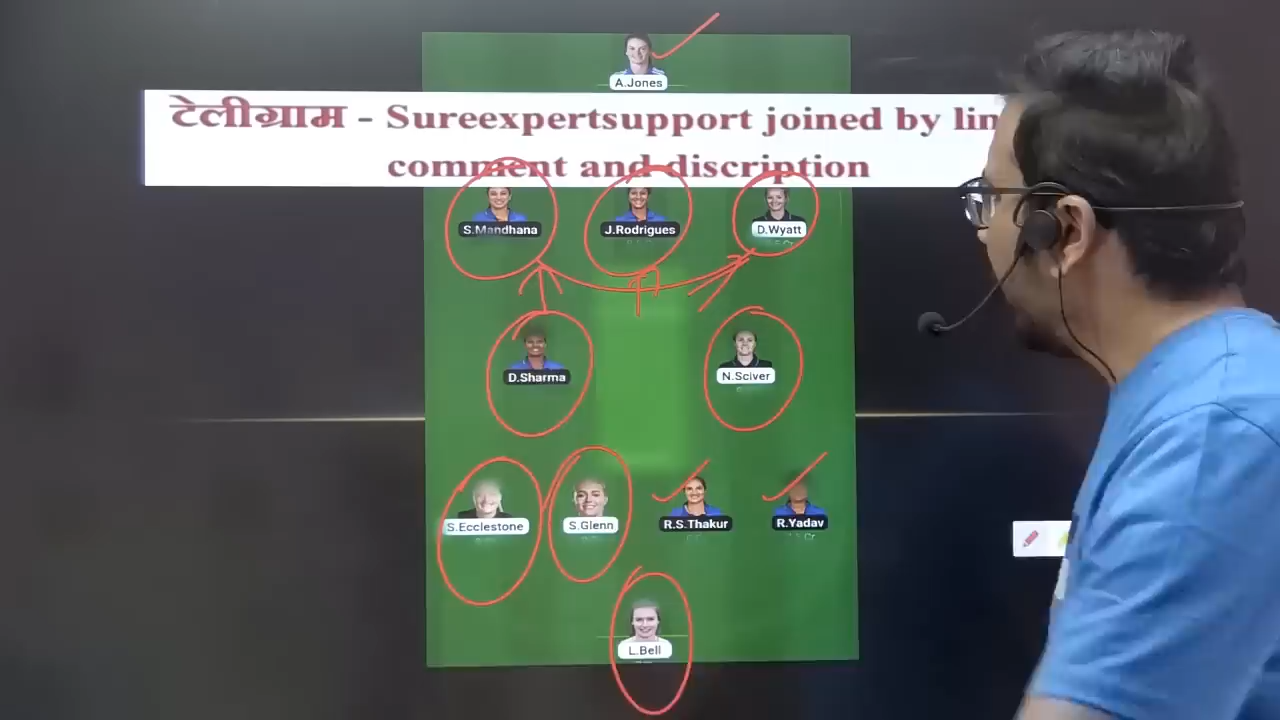 A.Jones
टेलीग्राम - Sureexpertsupport joined by lin
comment and discription
S.Mandhana J.Rodrigues D.Wyatt
D.Sharma N.Sciver
S.Ecclestone S.Glenn R.S.Thakur R.Yadav
L.Bell